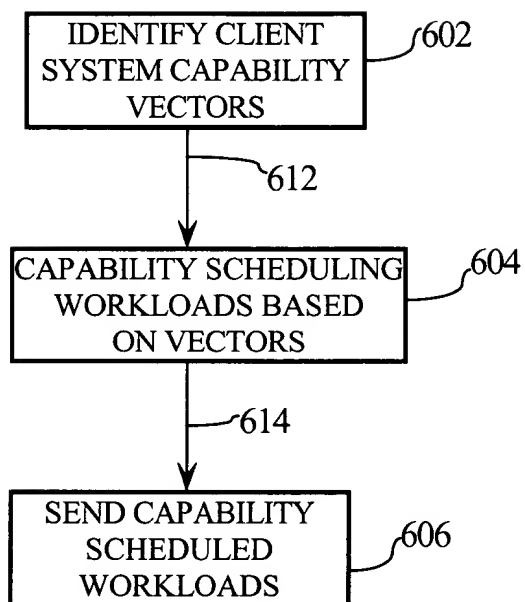 IDENTIFY CLIENT
SYSTEM CAPABILITY
VECTORS
602
612
CAPABILITY SCHEDULING
WORKLOADS BASED
ON VECTORS
604
614
SEND CAPABILITY
SCHEDULED
WORKLOADS
606